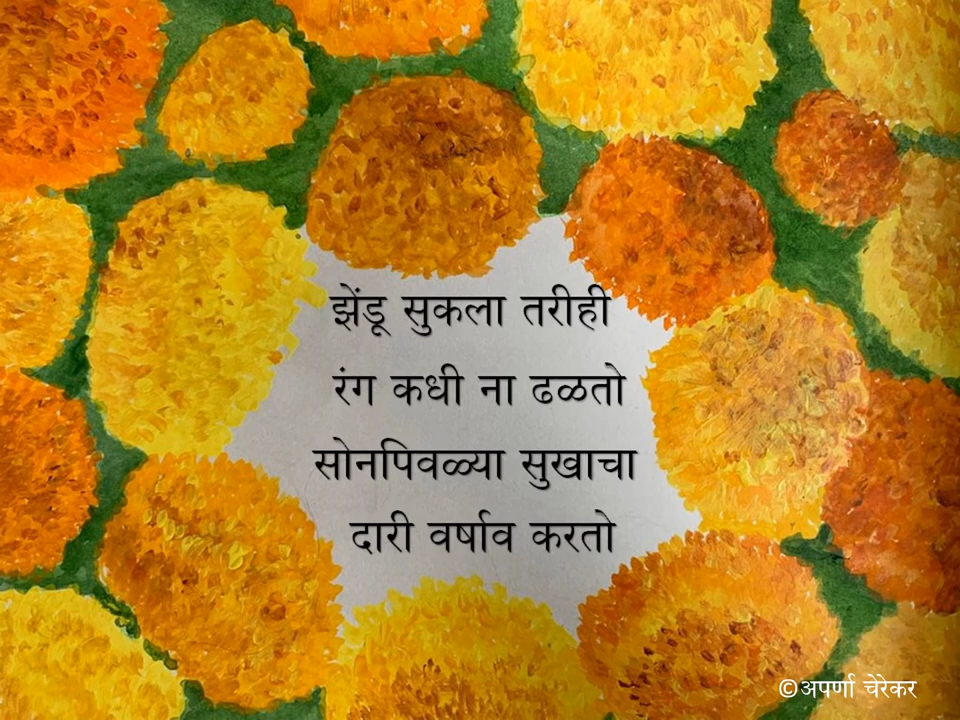 झेंडू सुकला तरीही
रंग कधी ना ढळतो
सोनपिवळ्या सुखाचा
दारी वर्षाव करतो
©अपर्णा चेरेकर